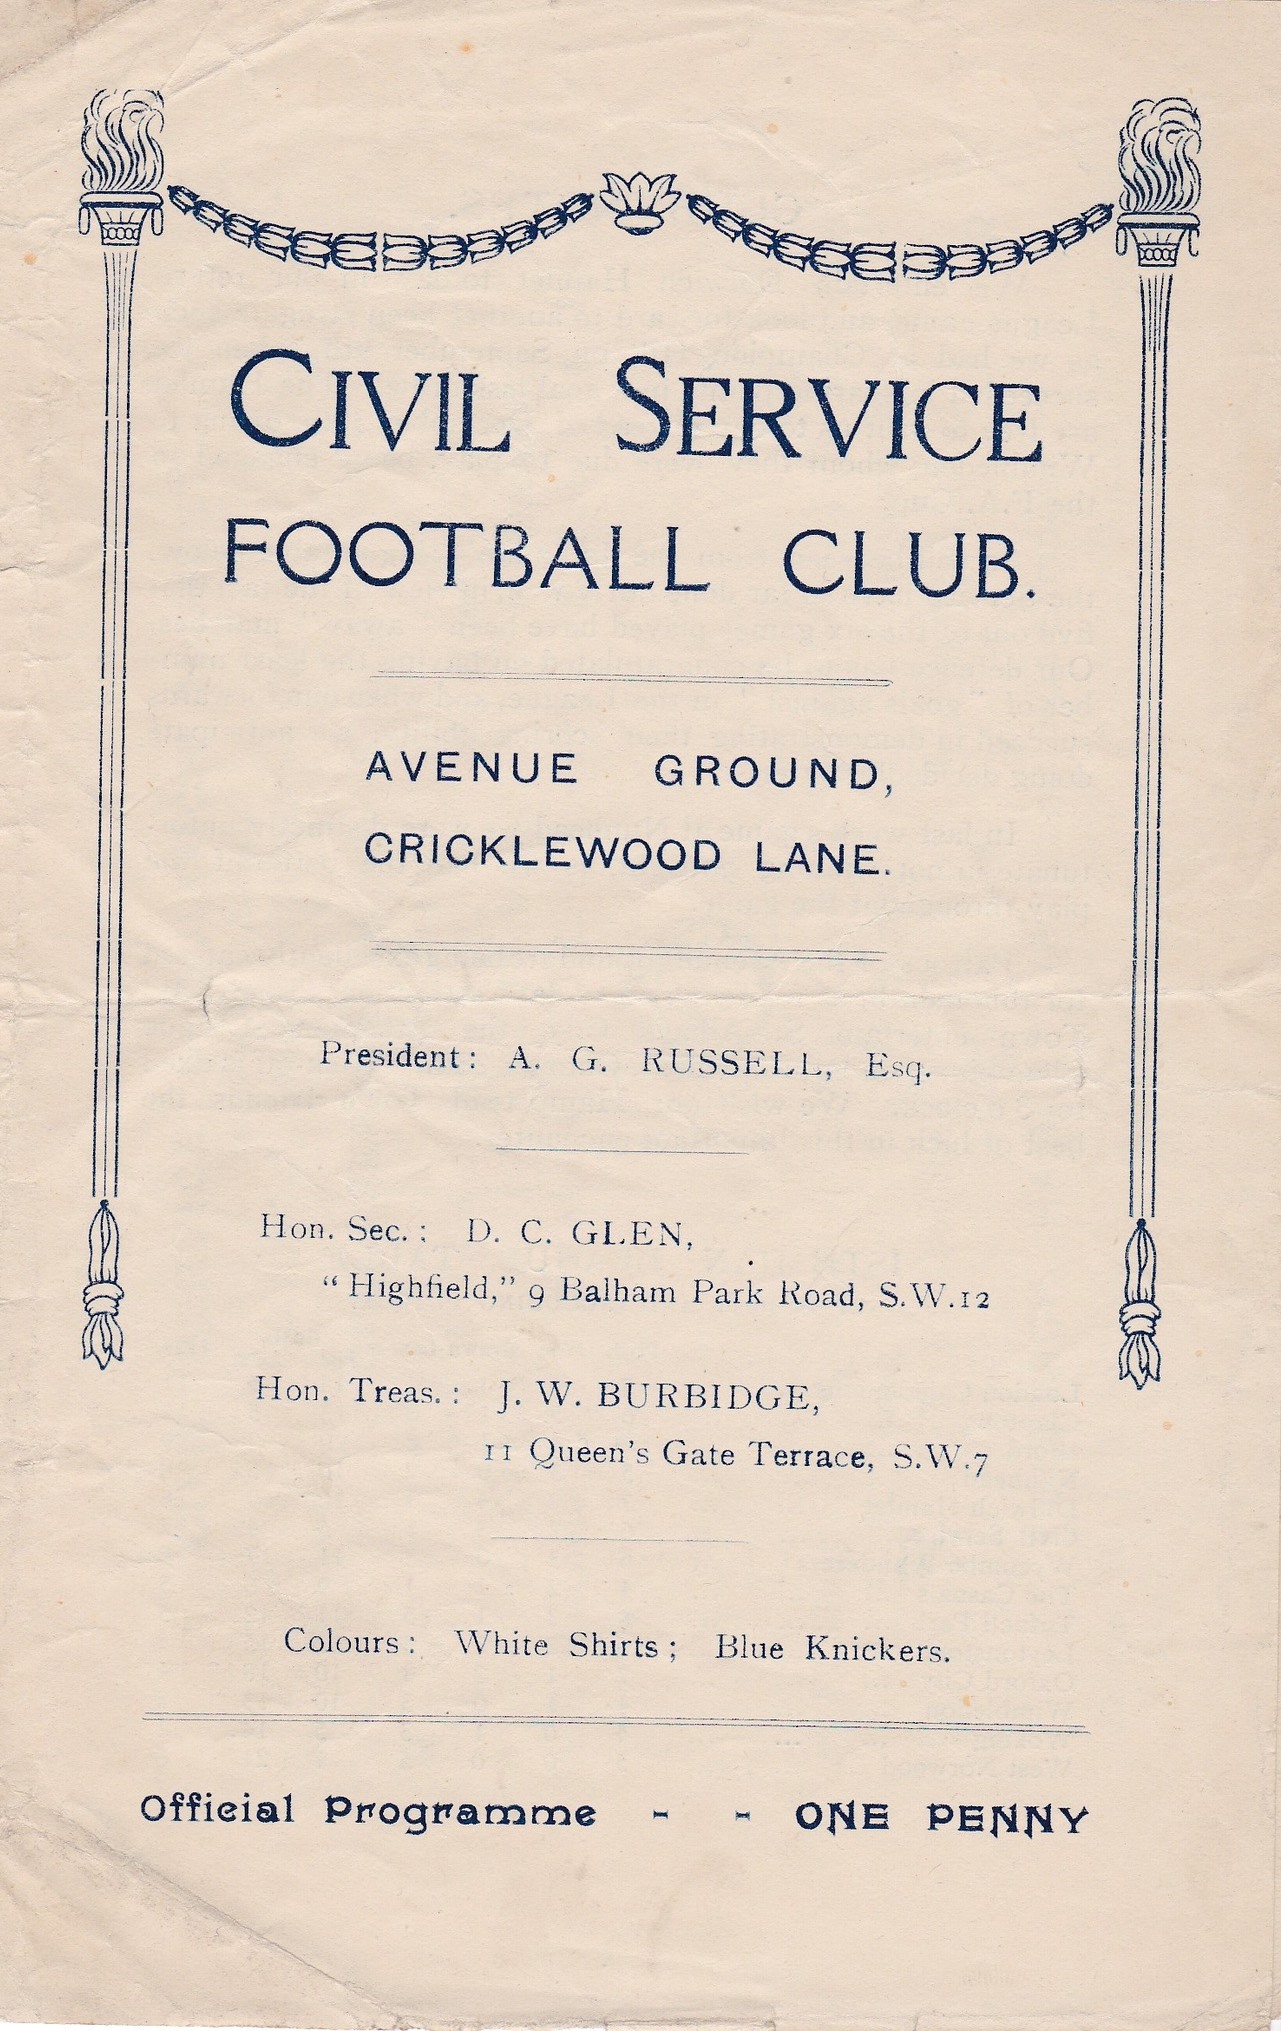 CIVIL SERVICE
FOOTBALL CLUB.
AVENUE GROUND,
CRICKLEWOOD LANE.
President: A. G. RUSSELL, Esq.
Hon. Sec.: D. C. GLEN,
“Highfield,” 9 Balham Park Road, S.W.12
Hon. Treas.: J. W. BURBIDGE,
11 Queen's Gate Terrace, S.W.7
Colours: White Shirts; Blue Knickers.
Official Programme - - ONE PENNY